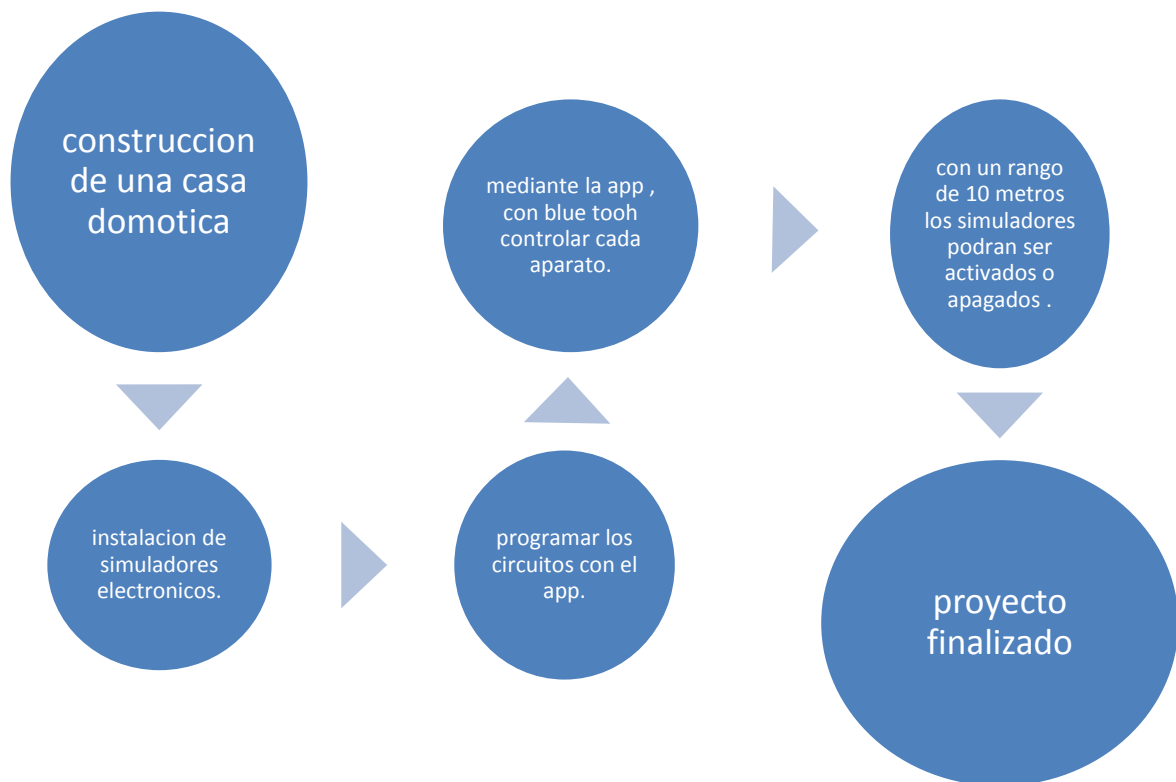 construccion
de una casa
domotica
instalacion de
simuladores
electronicos.
programar los
circuitos con el
app.
mediante la app ,
con blue tooh
controlar cada
aparato.
con un rango
de 10 metros
los simuladores
podran ser
activados o
apagados .
proyecto
finalizado